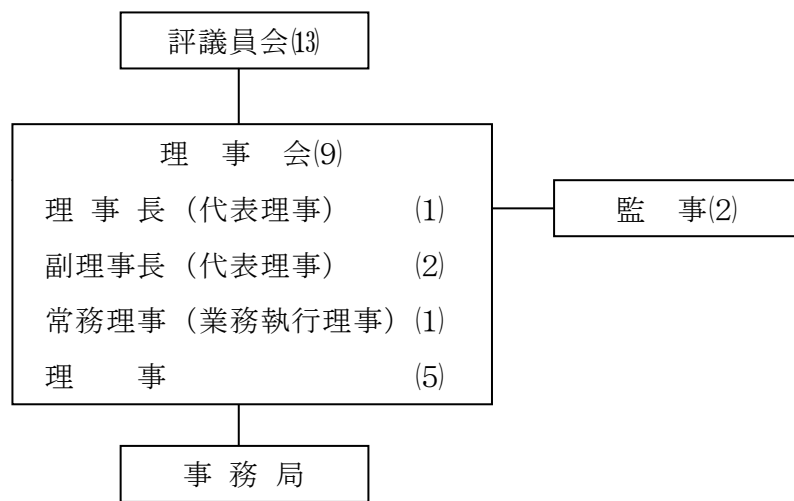 評議員会⒀
理　事　会⑼
理 事 長（代表理事）　⑴
監　事⑵
副理事長（代表理事）　⑵
常務理事（業務執行理事）⑴
理　　事　⑸
事 務 局